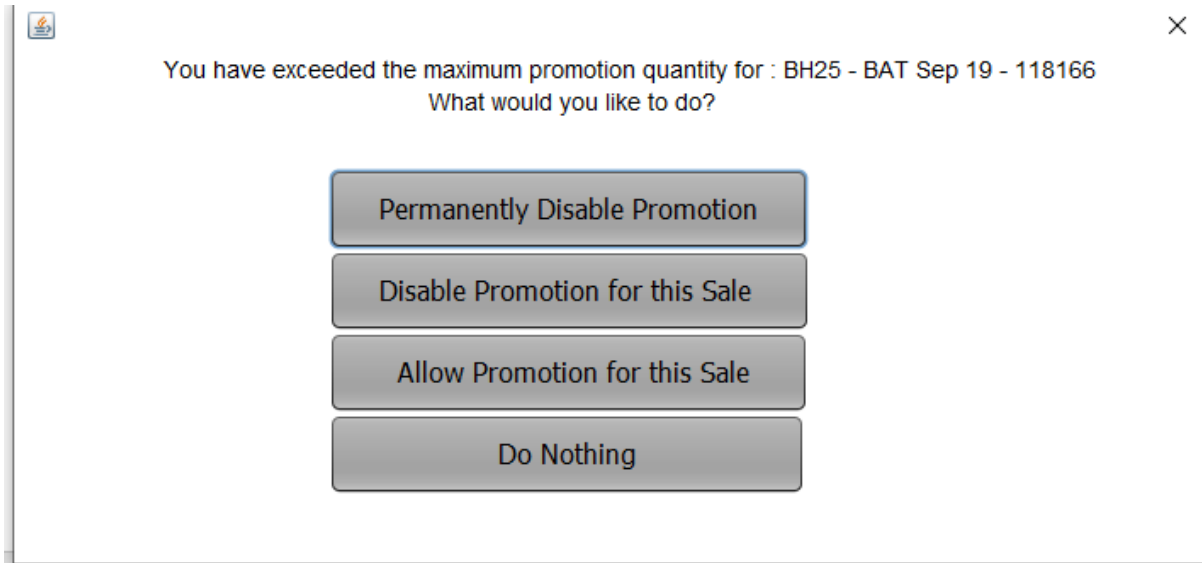 You have exceeded the maximum promotion quantity for : BH25 - BAT Sep 19 - 118166
What would you like to do?
Permanently Disable Promotion
Disable Promotion for this Sale
Allow Promotion for this Sale
Do Nothing